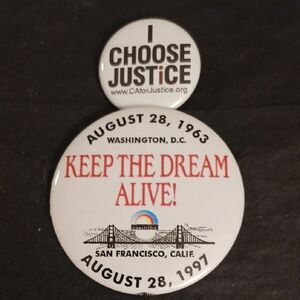 I
CHOOSE
JUSTiCE
www.CAforJustice.org
AUGUST 28, 1963
WASHINGTON, D.C.
KEEP THE DREAM
ALIVE!
SAN FRANCISCO, CALIF.
AUGUST 28, 1997